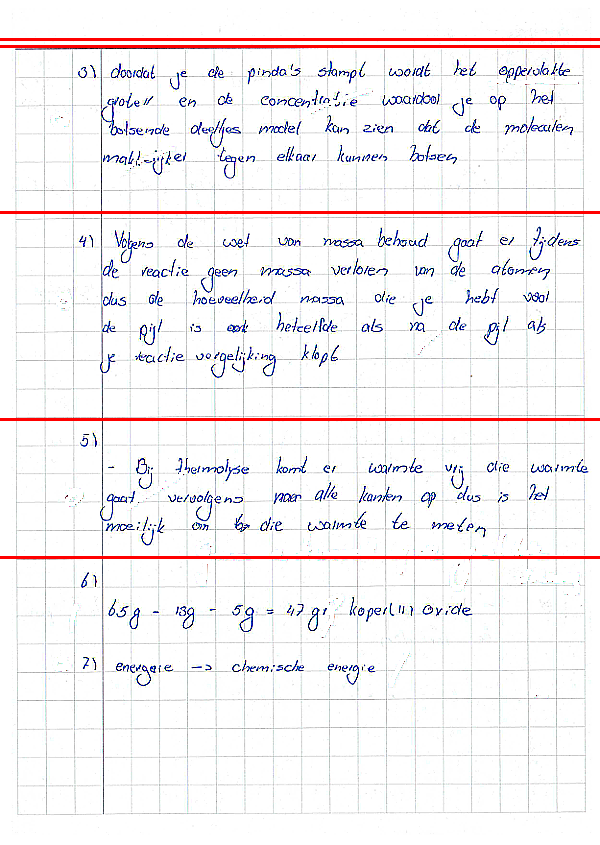 3) doordat je de pinda's stampt wordt het oppervlakte
groter en de concentratie waardoor je op het
botsende deeltjes model kan zien dat de moleculen
makkelijker tegen elkaar kunnen botsen
4) Volgens de wet van massa behoud gaat er tijdens
de reactie geen massa verloren van de atomen
dus de hoeveelheid massa die je hebt voor
de pijl is ook hetzelfde als na de pijl als
je reactie vergelijking klopt
5)
- Bij thermolyse komt er warmte vrij die warmte
gaat vervolgens naar alle kanten op dus is het
moeilijk om die warmte te meten
6)
65g - 13g - 5g = 47 gr koper(II) oxide
7) energie -> chemische energie